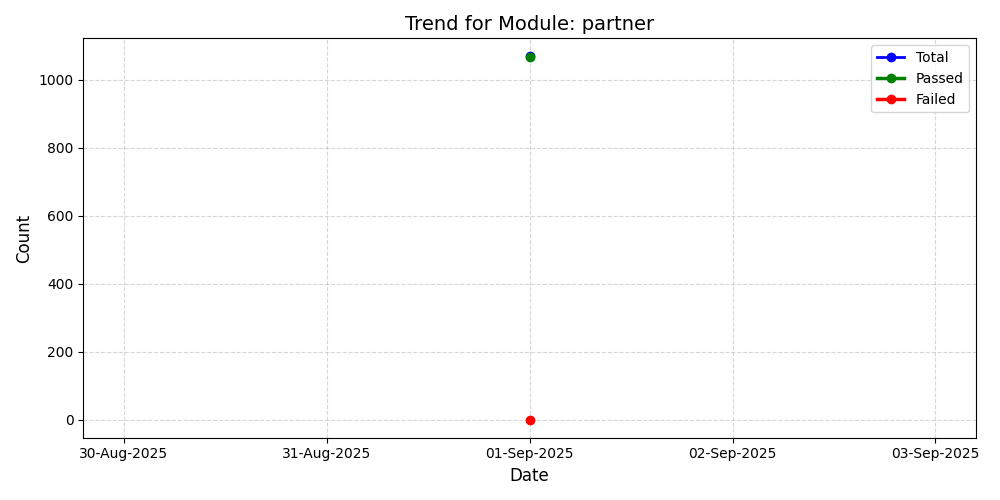 Trend for Module: partner
Total
Passed
Failed
1000
800
600
400
200
0
Count
30-Aug-2025
31-Aug-2025
01-Sep-2025
02-Sep-2025
03-Sep-2025
Date